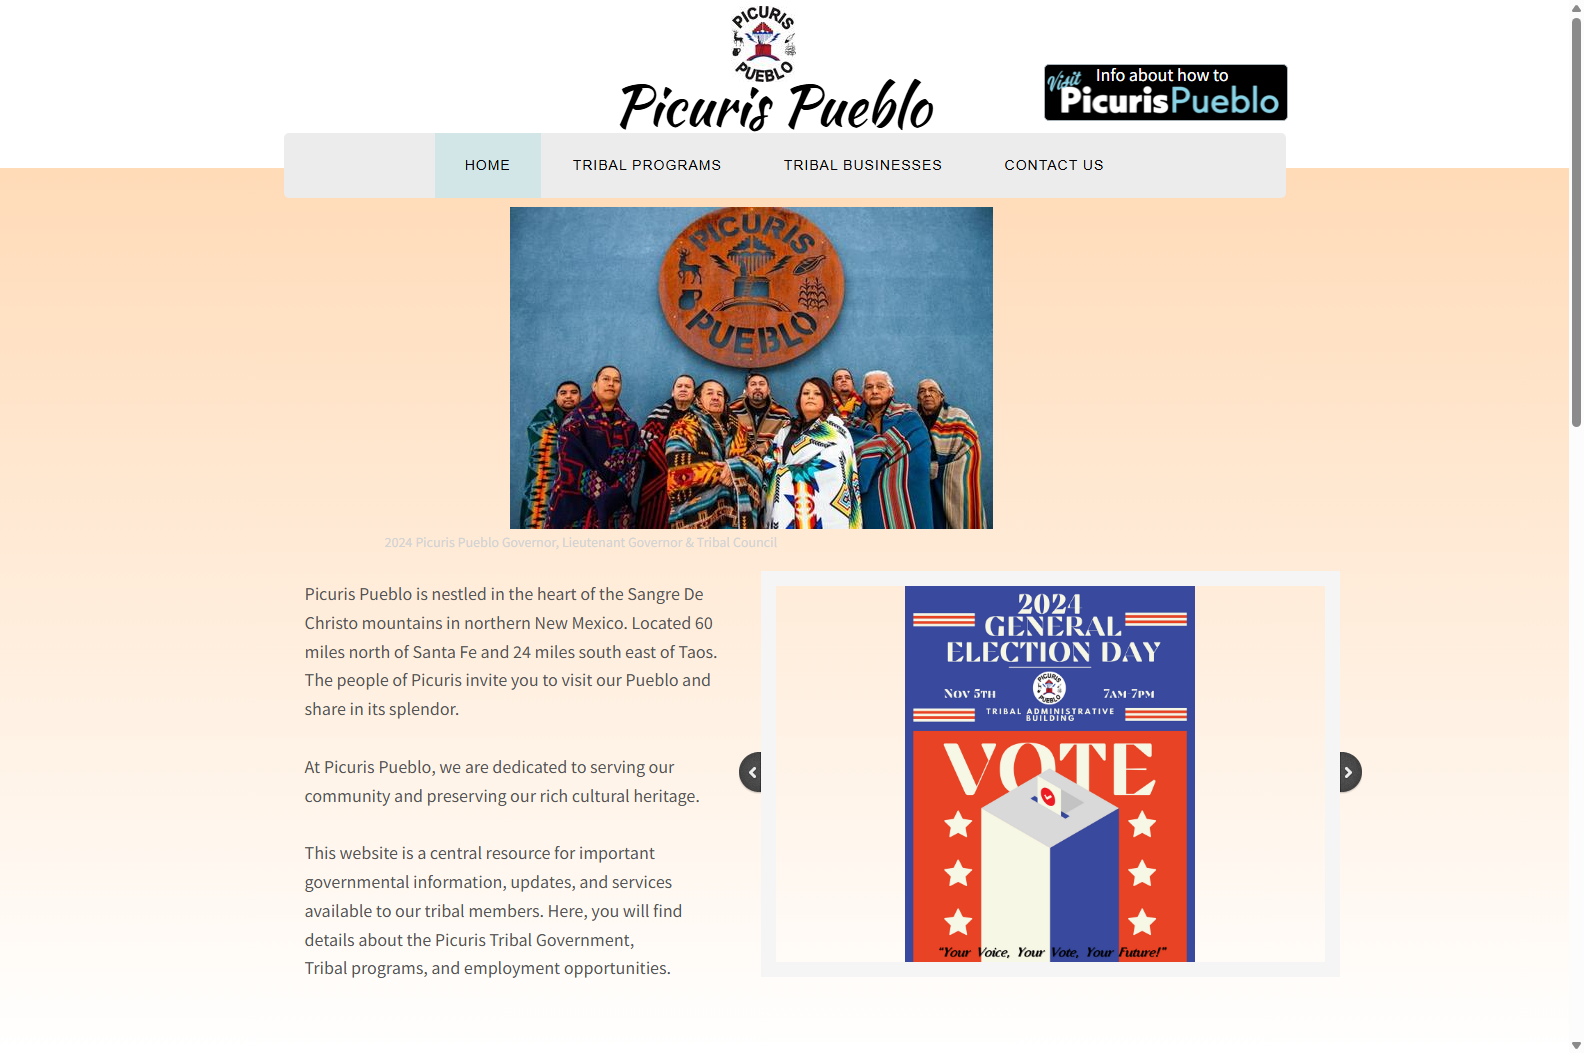 PICURIS
PUEBLO
Picuris Pueblo
Visit
Info about how to
PicurisPueblo
HOME
TRIBAL PROGRAMS
TRIBAL BUSINESSES
CONTACT US
PICURIS
PUEBLO
2024 Picuris Pueblo Governor, Lieutenant Governor & Tribal Council
Picuris Pueblo is nestled in the heart of the Sangre De
Christo mountains in northern New Mexico. Located 60
miles north of Santa Fe and 24 miles south east of Taos.
The people of Picuris invite you to visit our Pueblo and
share in its splendor.
At Picuris Pueblo, we are dedicated to serving our
community and preserving our rich cultural heritage.
This website is a central resource for important
governmental information, updates, and services
available to our tribal members. Here, you will find
details about the Picuris Tribal Government,
Tribal programs, and employment opportunities.
2024
GENERAL
ELECTION DAY
Nov 5th
PICURIS
PUEBLO
7AM-7PM
TRIBAL ADMINISTRATIVE
BUILDING
VOTE
"Your Voice, Your Vote, Your Future!"